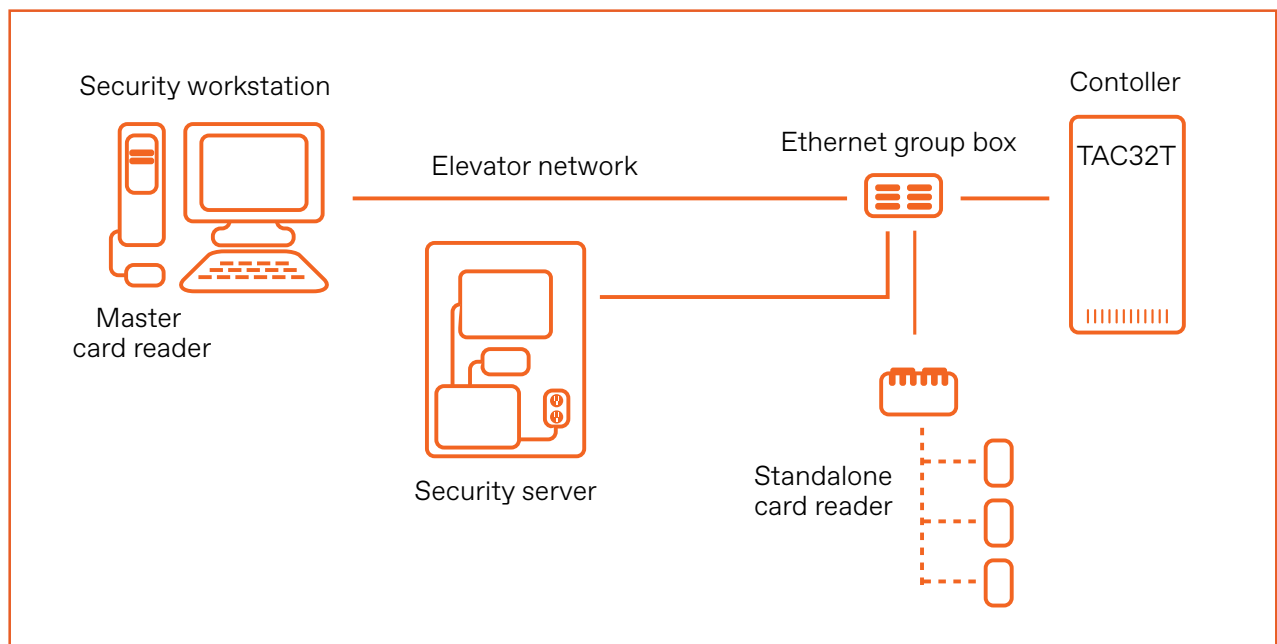 Security workstation
Contoller
TAC32T
Ethernet group box
Elevator network
Master
card reader
Security server
Standalone
card reader